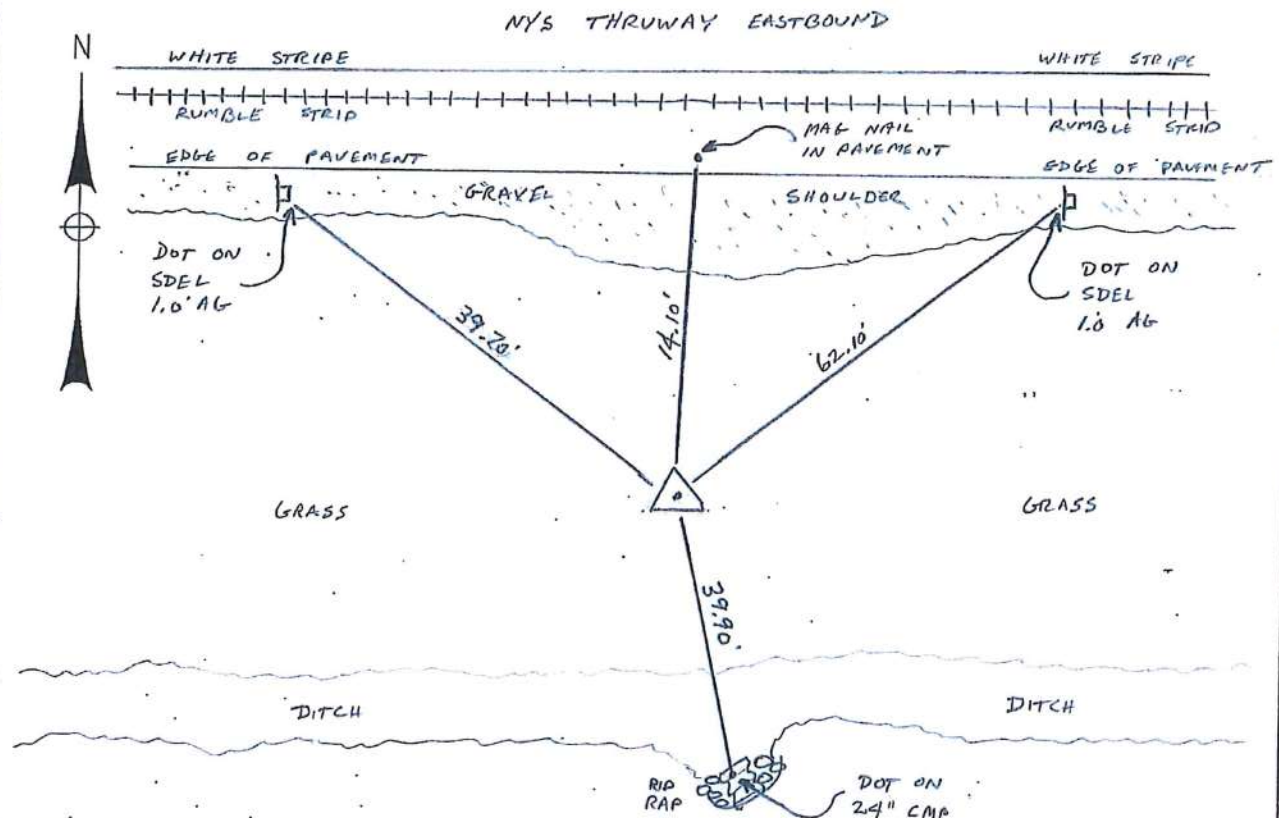 NYS THRUWAY EASTBOUND
N
WHITE STRIPE
WHITE STRIPE
RUMBLE STRIP
MAG NAIL
IN PAVEMENT
RUMBLE STRIP
EDGE OF PAVEMENT
EDGE OF PAVEMENT
GRAVEL
SHOULDER
DOT ON
SDEL
1.0' AG
DOT ON
SDEL
1.0 AG
39.20'
14.10'
62.10'
GRASS
GRASS
39.90'
DITCH
DITCH
RIP
RAP
DOT ON
24" CMP